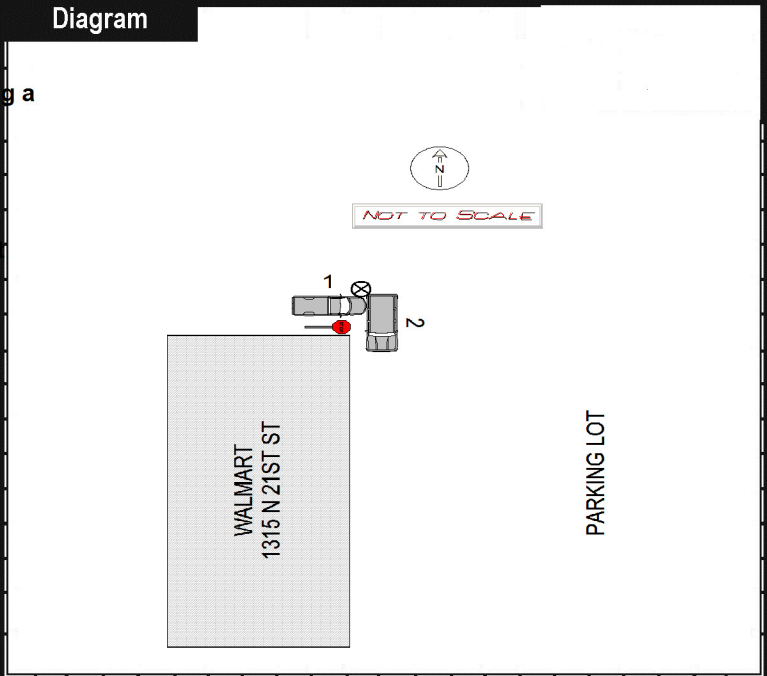 Diagram
g a
N
NOT TO SCALE
1
2
WALMART
1315 N 21ST ST
PARKING LOT